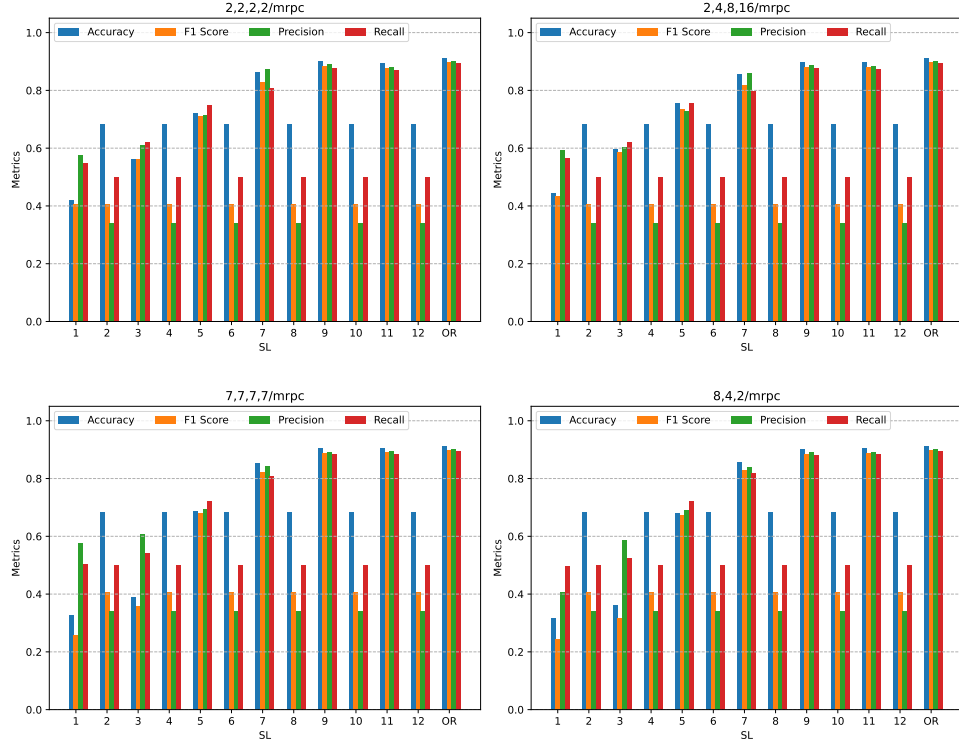 2,2,2,2/mrpc
1.0
0.8
0.6
0.4
0.2
0.0
Metrics
Accuracy F1 Score Precision Recall
1 2 3 4 5 6 7 8 9 10 11 12 OR
SL
2,4,8,16/mrpc
1.0
0.8
0.6
0.4
0.2
0.0
Metrics
Accuracy F1 Score Precision Recall
1 2 3 4 5 6 7 8 9 10 11 12 OR
SL
7,7,7,7/mrpc
1.0
0.8
0.6
0.4
0.2
0.0
Metrics
Accuracy F1 Score Precision Recall
1 2 3 4 5 6 7 8 9 10 11 12 OR
SL
8,4,2/mrpc
1.0
0.8
0.6
0.4
0.2
0.0
Metrics
Accuracy F1 Score Precision Recall
1 2 3 4 5 6 7 8 9 10 11 12 OR
SL